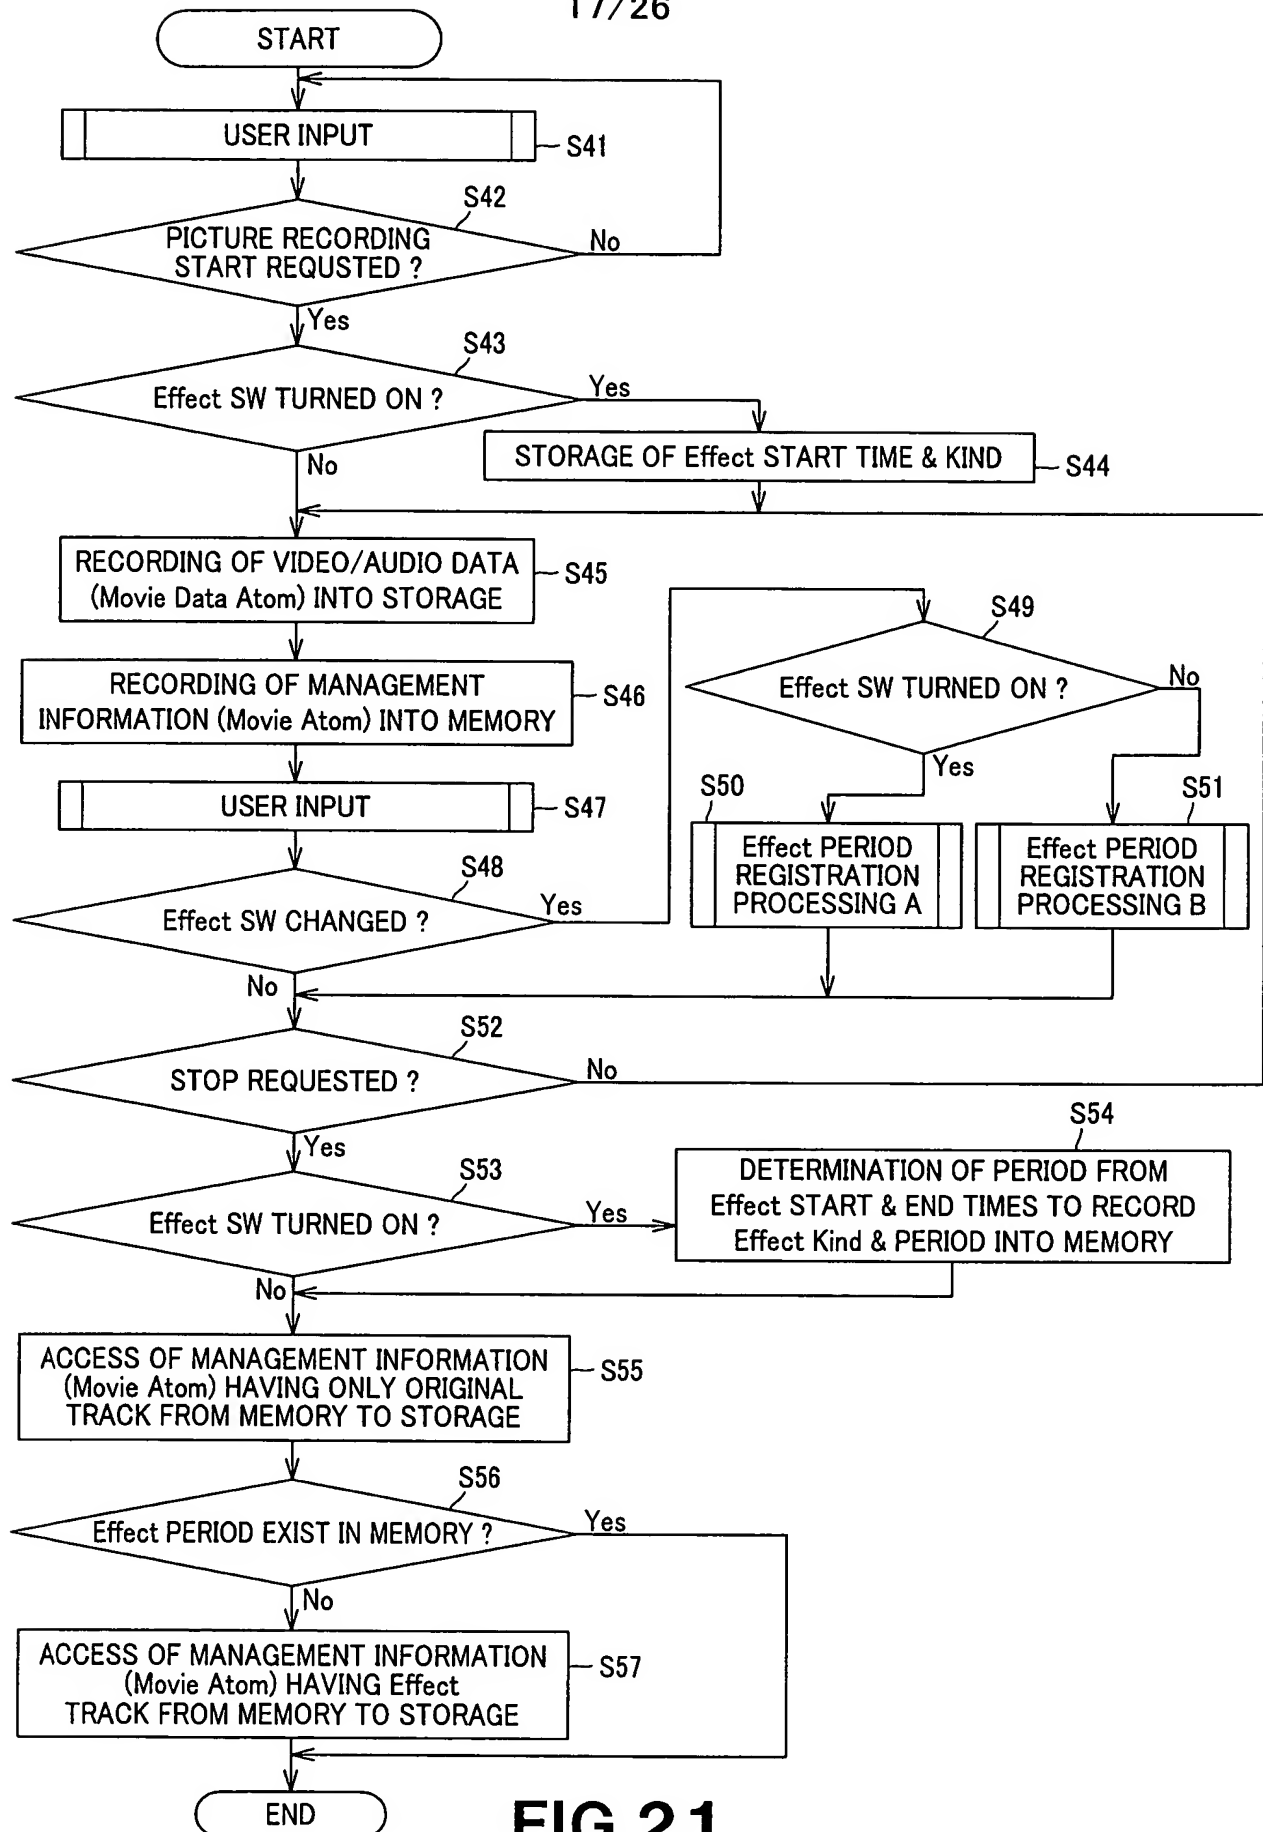 17/26
START
USER INPUT
S41
S42
PICTURE RECORDING
START REQUSTED ?
No
Yes
S43
Effect SW TURNED ON ?
Yes
No
STORAGE OF Effect START TIME & KIND
S44
RECORDING OF VIDEO/AUDIO DATA
(Movie Data Atom) INTO STORAGE
S45
RECORDING OF MANAGEMENT
INFORMATION (Movie Atom) INTO MEMORY
S46
USER INPUT
S47
S48
Effect SW CHANGED ?
Yes
No
S49
Effect SW TURNED ON ?
No
Yes
S50
Effect PERIOD
REGISTRATION
PROCESSING A
S51
Effect PERIOD
REGISTRATION
PROCESSING B
S52
STOP REQUESTED ?
No
Yes
S53
Effect SW TURNED ON ?
Yes
No
S54
DETERMINATION OF PERIOD FROM
Effect START & END TIMES TO RECORD
Effect Kind & PERIOD INTO MEMORY
ACCESS OF MANAGEMENT INFORMATION
(Movie Atom) HAVING ONLY ORIGINAL
TRACK FROM MEMORY TO STORAGE
S55
S56
Effect PERIOD EXIST IN MEMORY ?
Yes
No
ACCESS OF MANAGEMENT INFORMATION
(Movie Atom) HAVING Effect
TRACK FROM MEMORY TO STORAGE
S57
END
FIG.21